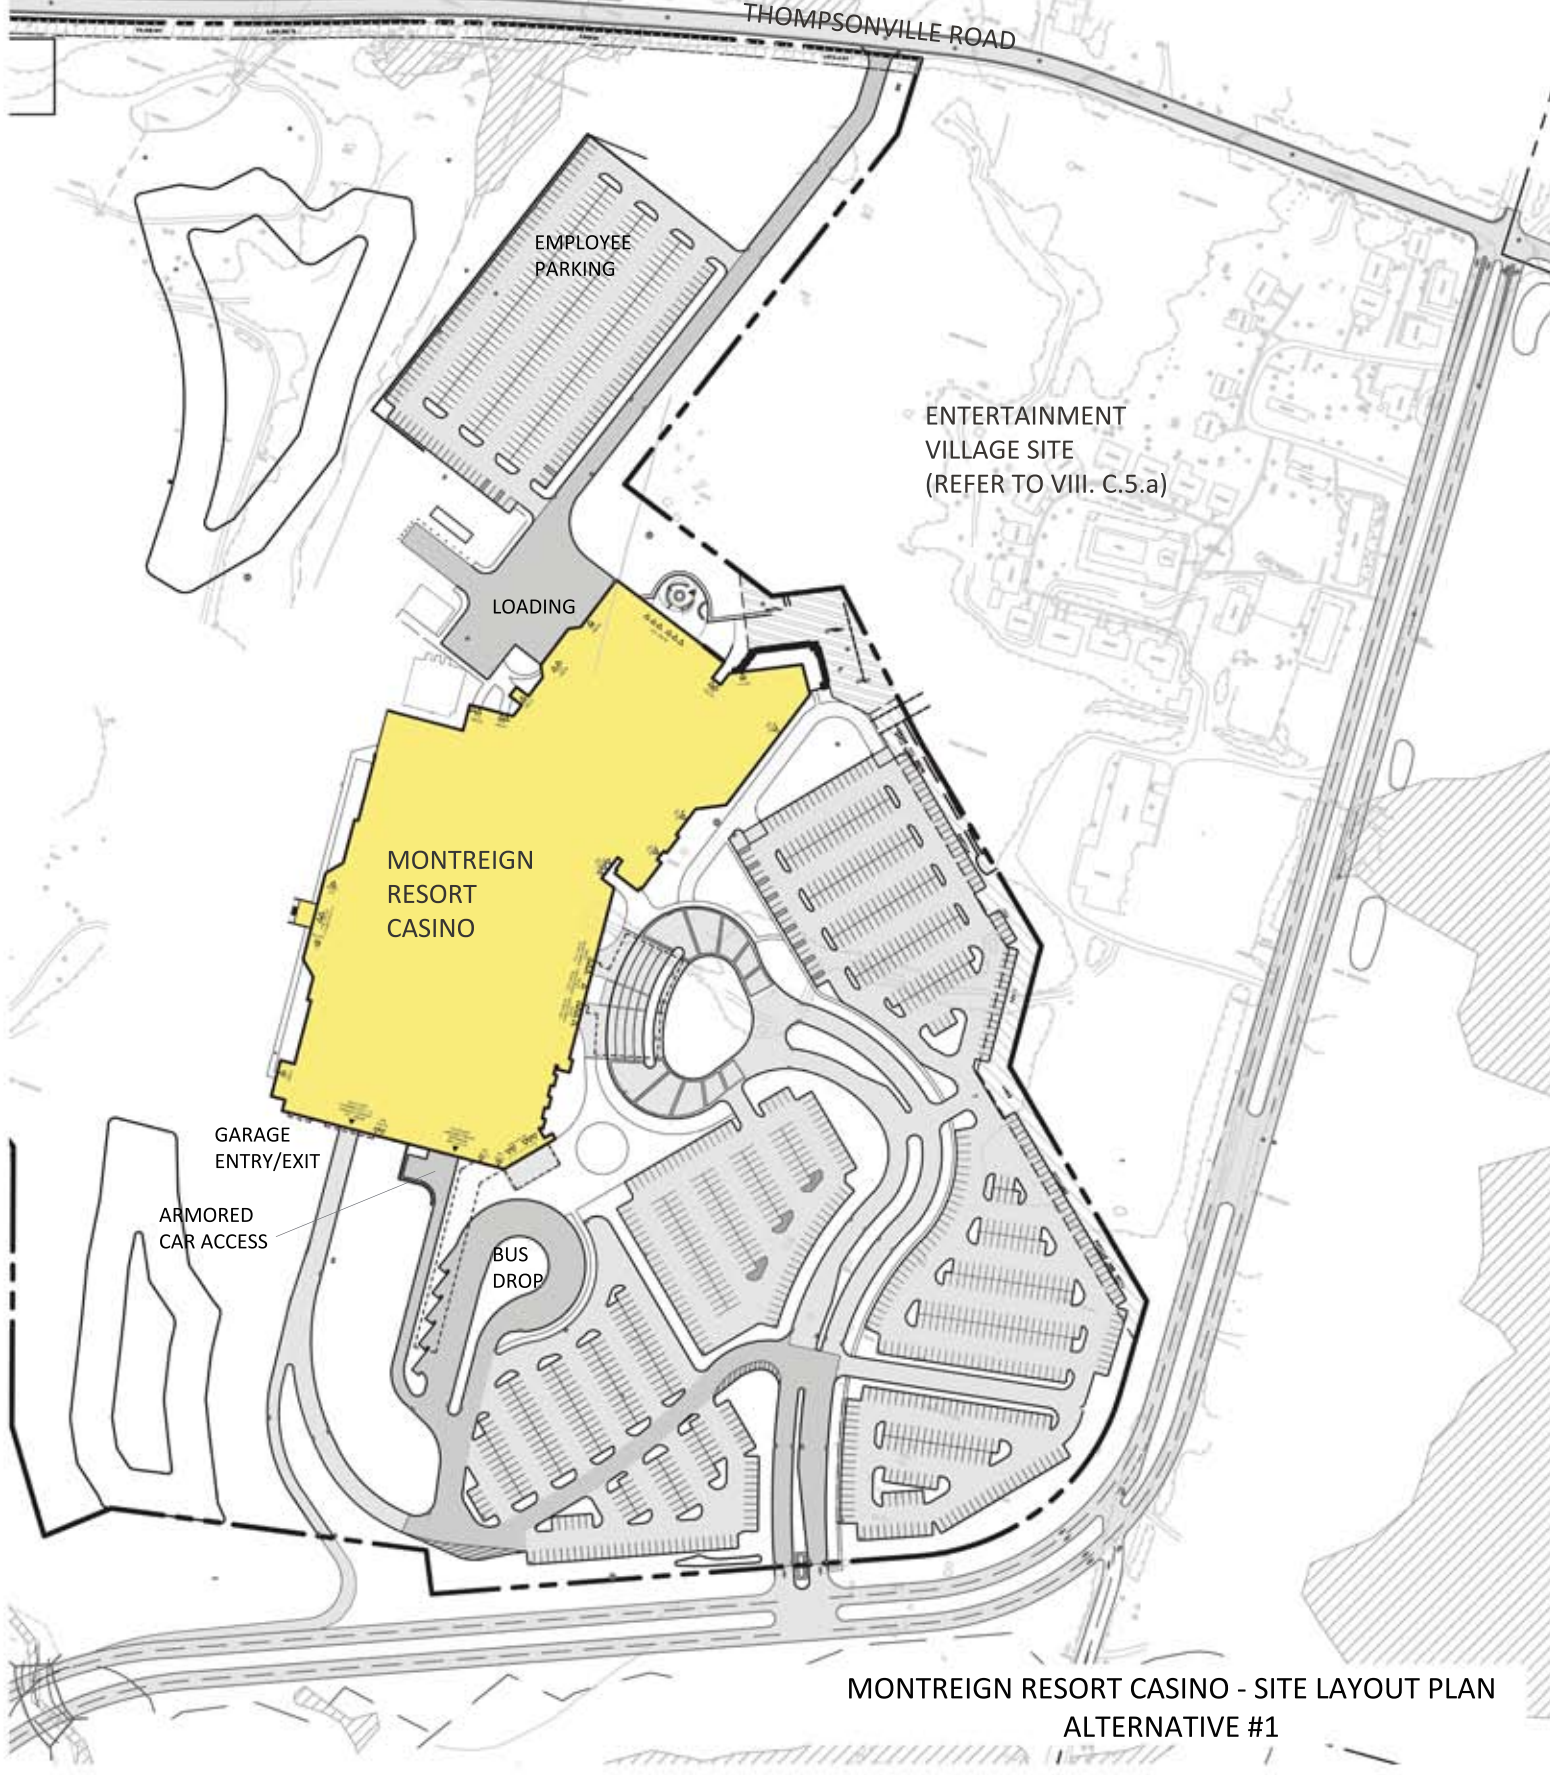 THOMPSONVILLE ROAD
EMPLOYEE
PARKING
ENTERTAINMENT
VILLAGE SITE
(REFER TO VIII. C.5.a)
LOADING
MONTREIGN
RESORT
CASINO
GARAGE
ENTRY/EXIT
ARMORED
CAR ACCESS
BUS
DROP
MONTREIGN RESORT CASINO - SITE LAYOUT PLAN
ALTERNATIVE #1